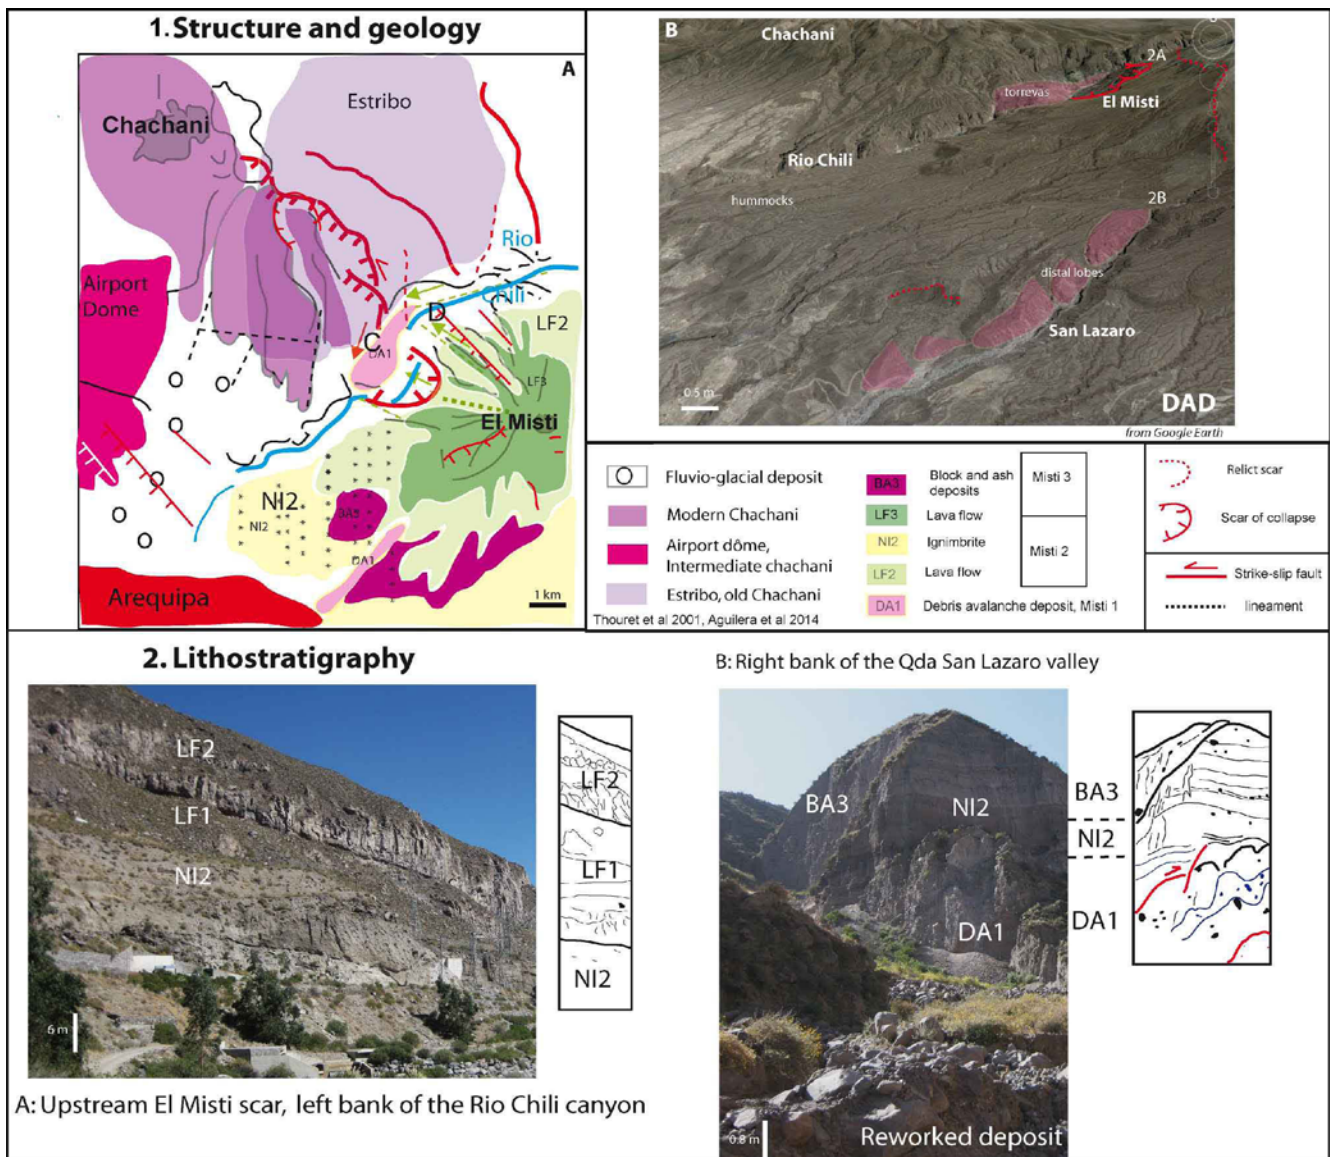 1. Structure and geology
A
Chachani
Estribo
Airport
Dome
Rio
Chili
C
D
DA1
LF2
LF3
El Misti
NI2
NI2
BA3
DA1
Arequipa
1 km
B
Chachani
2A
torrevas
El Misti
Rio Chili
hummocks
2B
distal lobes
San Lazaro
0.5 m
DAD
from Google Earth
Fluvio-glacial deposit
Modern Chachani
Airport dôme,
Intermediate chachani
Estribo, old Chachani
Thouret et al 2001, Aguilera et al 2014
BA3
Block and ash
deposits
LF3
Lava flow
NI2
Ignimbrite
LF2
Lava flow
DA1
Debris avalanche deposit, Misti 1
Misti 3
Misti 2
Relict scar
Scar of collapse
Strike-slip fault
lineament
2. Lithostratigraphy
LF2
LF1
NI2
6 m
LF2
LF1
NI2
A: Upstream El Misti scar, left bank of the Rio Chili canyon
B: Right bank of the Qda San Lazaro valley
BA3
NI2
DA1
0.8 m
Reworked deposit
BA3
NI2
DA1